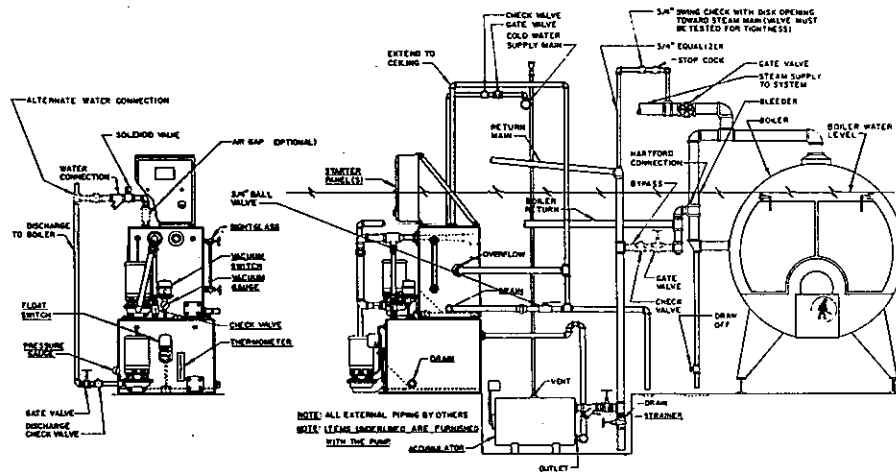 CHECK VALVE
GATE VALVE
COLD WATER
SUPPLY MAIN
EXTEND TO
CEILING
3/4" SWING CHECK WITH DISK OPENING
TOWARD STEAM MAIN (VALVE MUST
BE TESTED FOR TIGHTNESS)
3/4" EQUALIZER
STOP COCK
GATE VALVE
STEAM SUPPLY
TO SYSTEM
BLEEDER
BOILER
BOILER WATER
LEVEL
ALTERNATE WATER CONNECTION
SOLENOID VALVE
AIR GAP (OPTIONAL)
WATER
CONNECTION
RETURN
MAIN
HARTFORD
CONNECTION
STARTER
PANEL(S)
3/4" BALL
VALVE
BYPASS
BOILER
RETURN
DISCHARGE
TO BOILER
SIGHTGLASS
VACUUM
SWITCH
VACUUM
GAUGE
OVERFLOW
DRAIN
GATE
VALVE
CHECK
VALVE
FLOAT
SWITCH
CHECK VALVE
THERMOMETER
PRESSURE
GAUGE
DRAW
OFF
DRAIN
VENT
GATE VALVE
DISCHARGE
CHECK VALVE
NOTE: ALL EXTERNAL PIPING BY OTHERS
NOTE: ITEMS UNDERLINED ARE FURNISHED
WITH THE PUMP
ACCUMULATOR
DRAIN
STRAINER
OUTLET